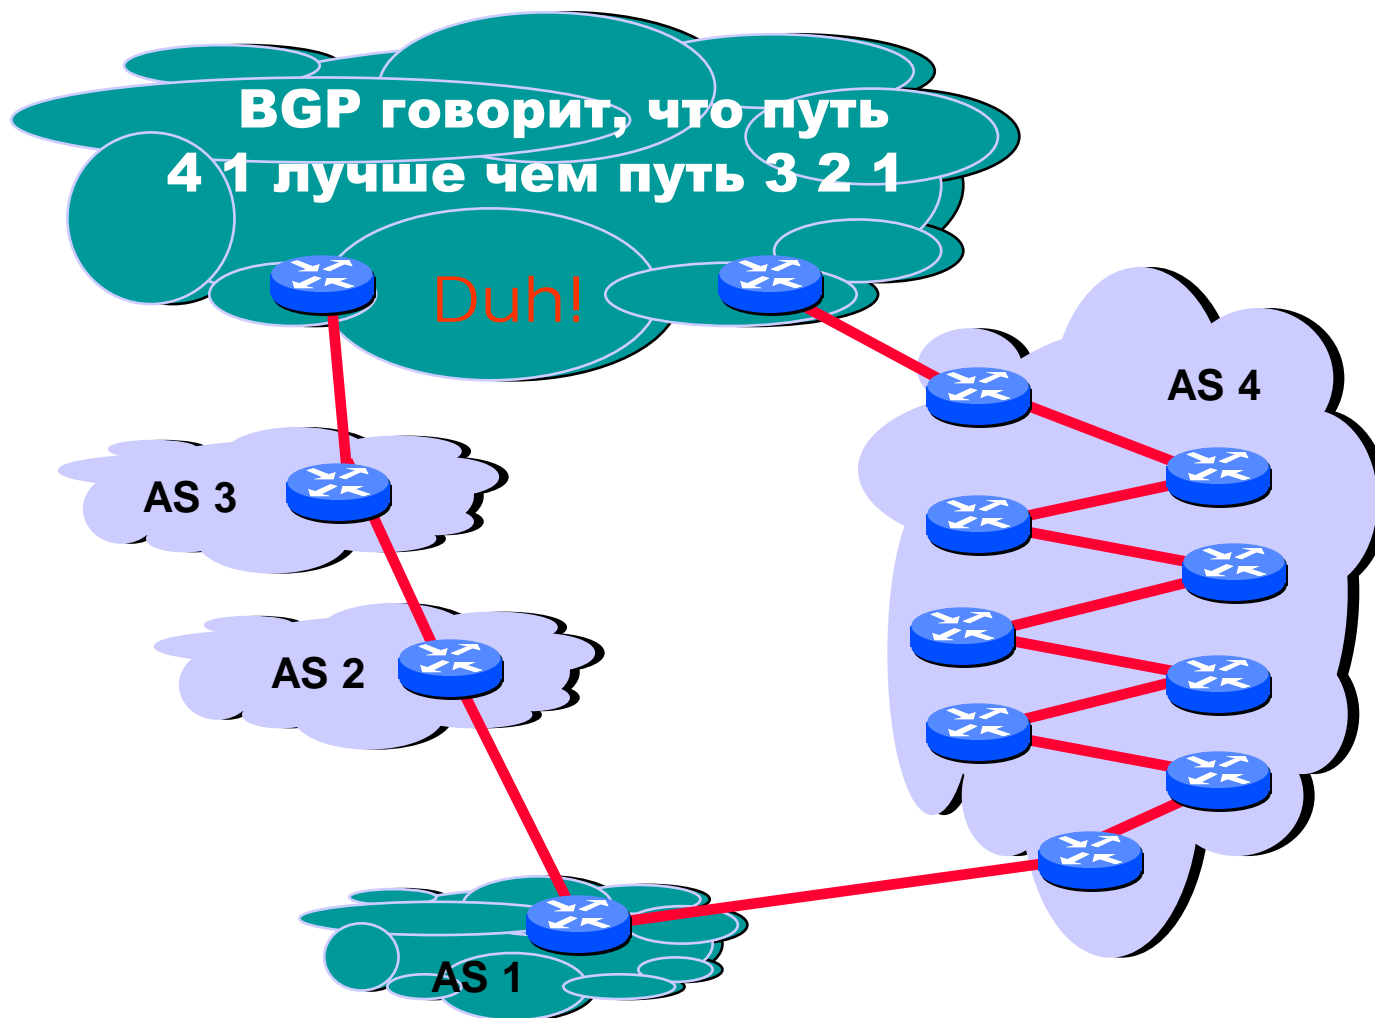 BGP говорит, что путь
4 1 лучше чем путь 3 2 1
Duh!
AS 4
AS 3
AS 2
AS 1